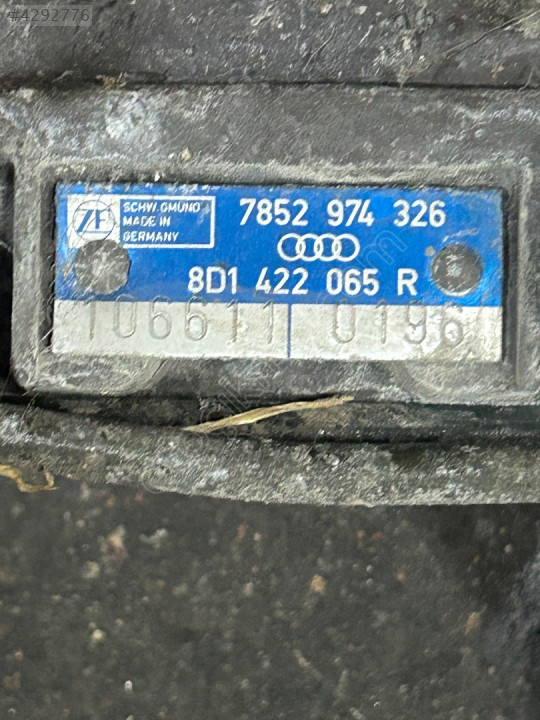 #4292776
ZF
SCHW. GMÜND
MADE IN
GERMANY
7852 974 326
8D1 422 065 R
106611 0196